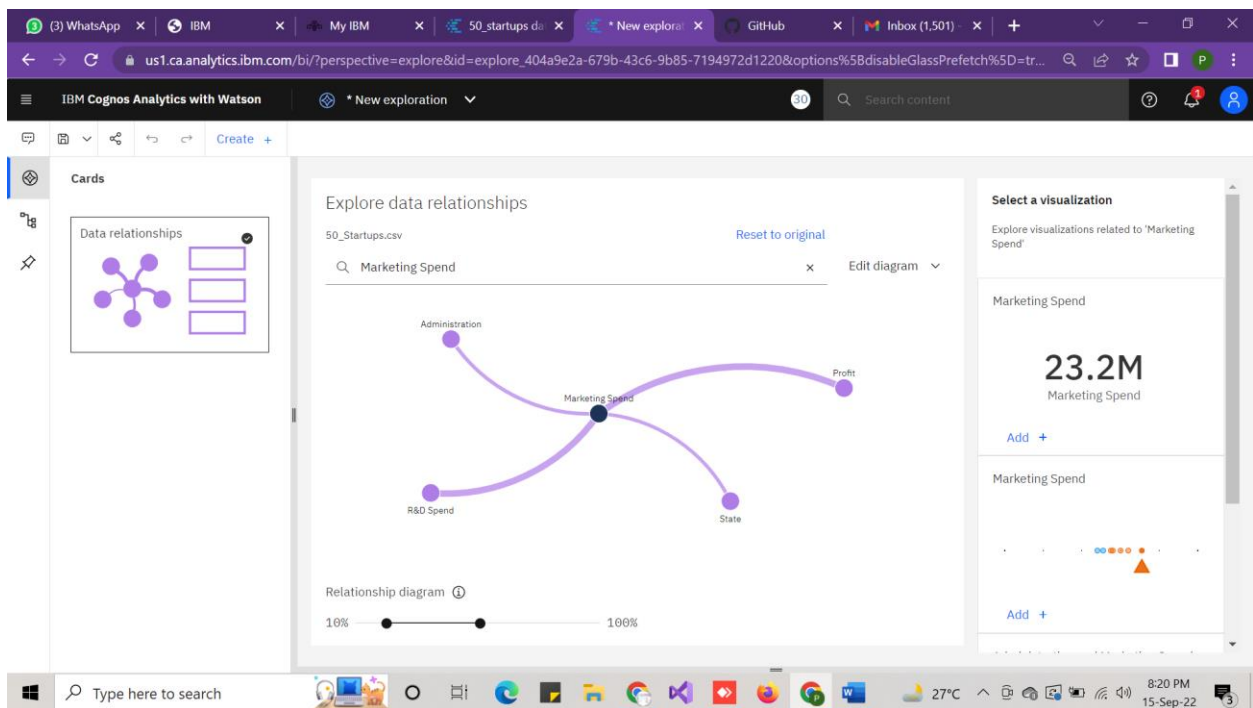 (3) WhatsApp
IBM
My IBM
50_startups da
* New explorat
GitHub
Inbox (1,501) -
us1.ca.analytics.ibm.com/bi/?perspective=explore&id=explore_404a9e2a-679b-43c6-9b85-7194972d1220&options%5BdisableGlassPrefetch%5D=tr...
P
IBM Cognos Analytics with Watson
* New exploration
30
Search content
1
Create +
Cards
Data relationships
Explore data relationships
50_Startups.csv
Reset to original
Marketing Spend
Edit diagram
Administration
Profit
Marketing Spend
R&D Spend
State
Relationship diagram
10%
100%
Select a visualization
Explore visualizations related to 'Marketing
Spend'
Marketing Spend
23.2M
Marketing Spend
Add +
Marketing Spend
Add +
Type here to search
27°C
8:20 PM
15-Sep-22
3